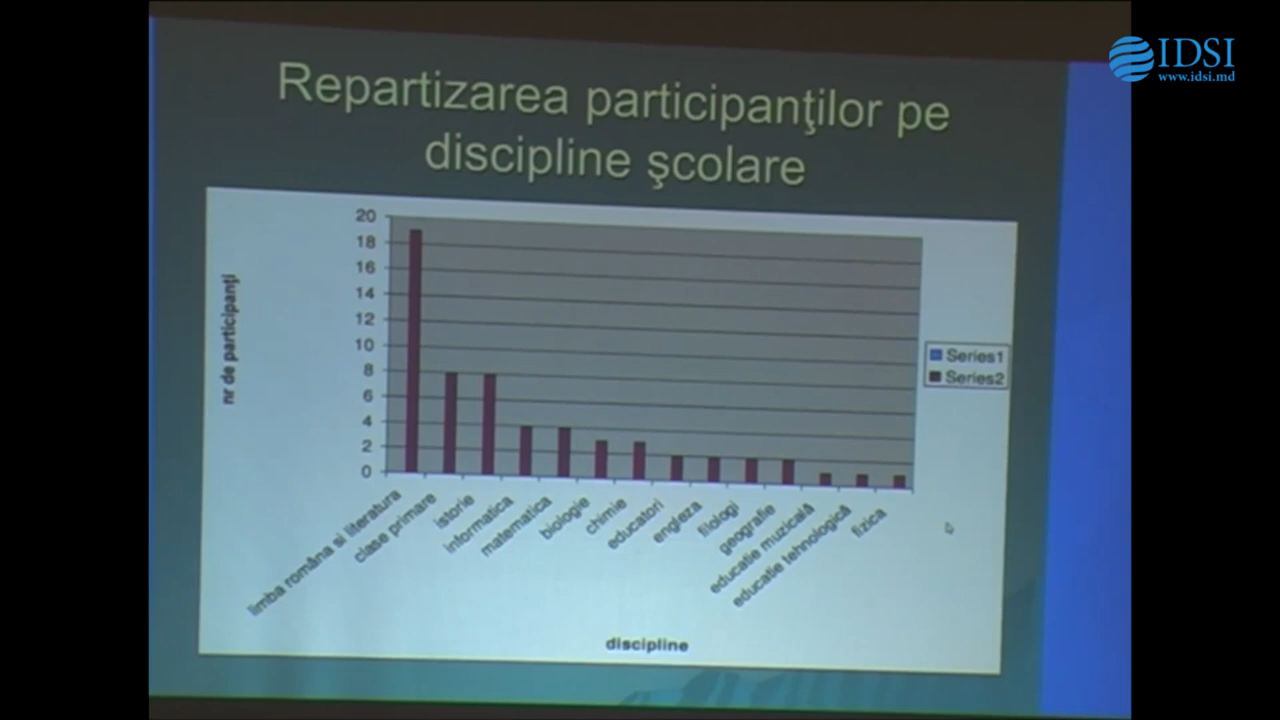 IDSI
www.idsi.md
Repartizarea participanţilor pe
discipline şcolare
nr de participanţi
20
18
16
14
12
10
8
6
4
2
0
limba româna si literatura
clase primare
istorie
informatica
matematica
biologie
chimie
educatori
engleza
filologi
geografie
educatie muzicală
educatie tehnologică
fizica
discipline
Series1
Series2